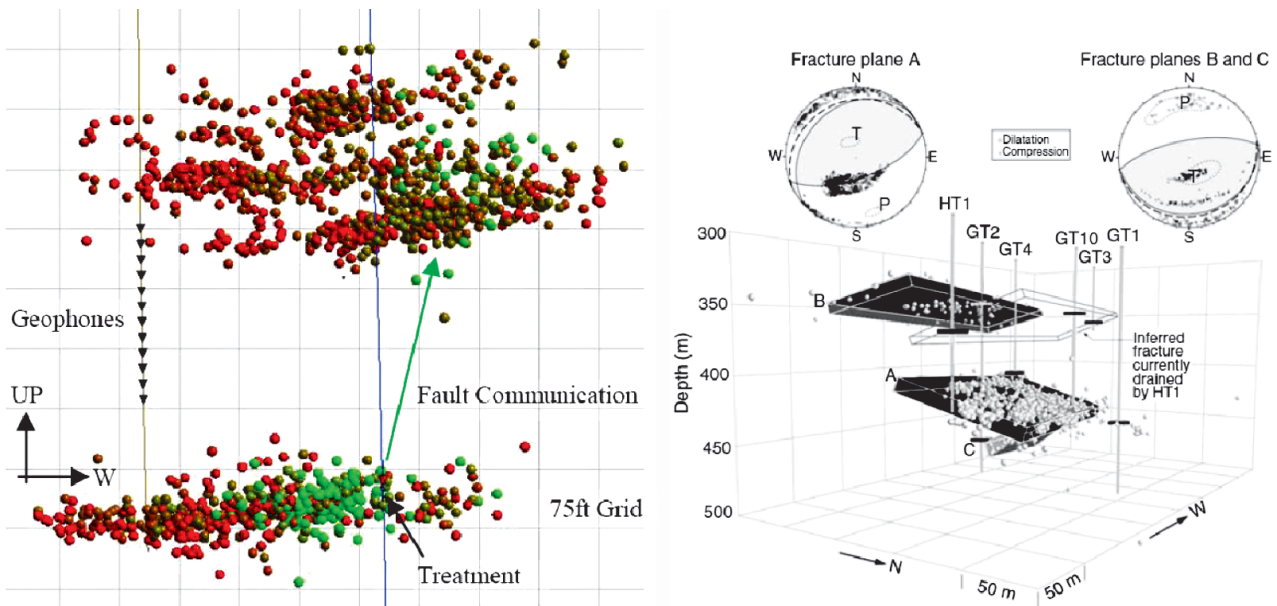 Geophones
UP
W
Fault Communication
75ft Grid
Treatment
Fracture plane A
Fracture planes B and C
N
N
T
P
W
E
W
E
Dilatation
Compression
P
T
S
S
HT1
GT2
GT4
GT10
GT1
GT3
300
350
400
450
500
Depth (m)
B
A
C
Inferred
fracture
currently
drained
by HT1
N
50 m
50 m
W